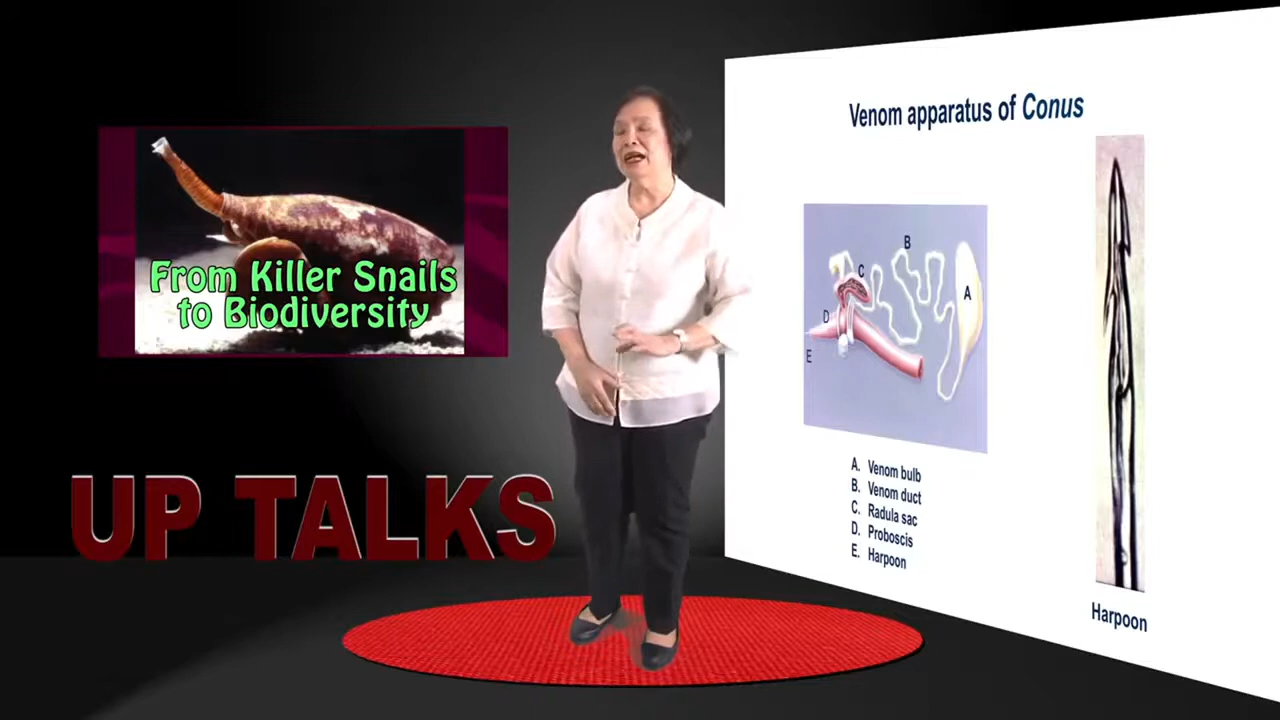 From Killer Snails
to Biodiversity
UP TALKS
Venom apparatus of Conus
A
B
C
D
E
A. Venom bulb
B. Venom duct
C. Radula sac
D. Proboscis
E. Harpoon
Harpoon